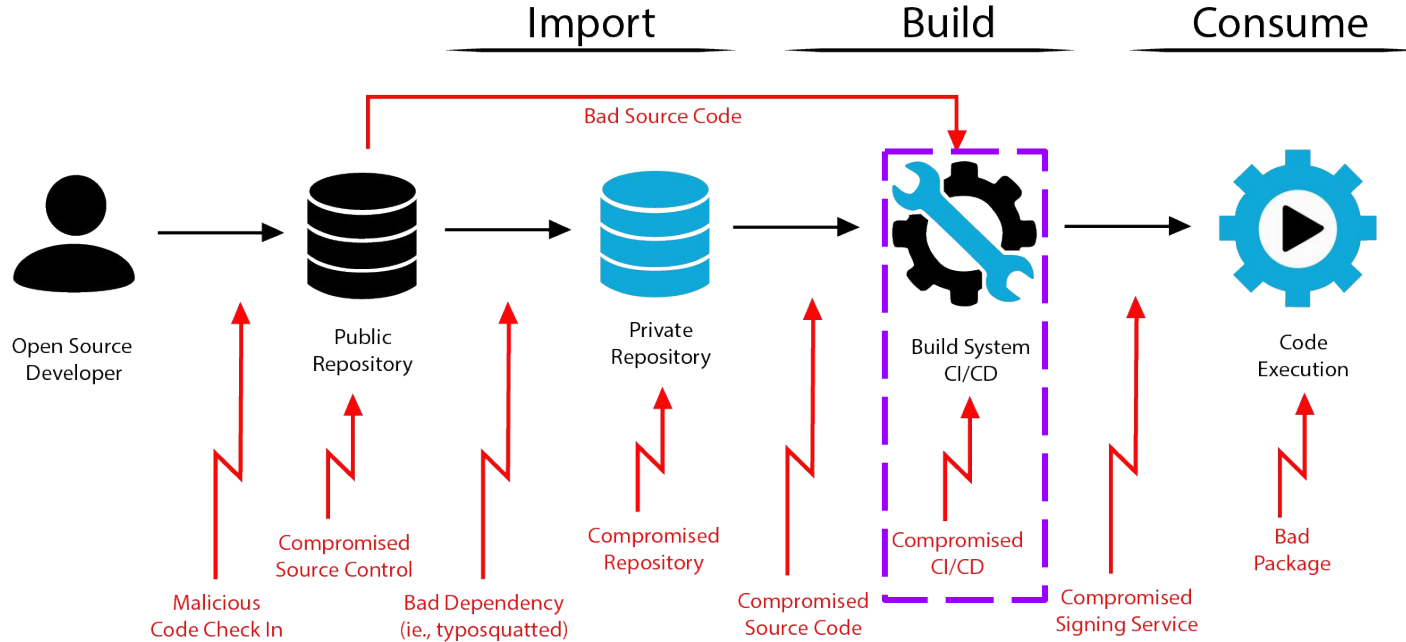 Import
Build
Consume
Bad Source Code
Open Source
Developer
Public
Repository
Private
Repository
Build System
CI/CD
Code
Execution
Malicious
Code Check In
Compromised
Source Control
Bad Dependency
(ie., typosquatted)
Compromised
Repository
Compromised
Source Code
Compromised
CI/CD
Compromised
Signing Service
Bad
Package